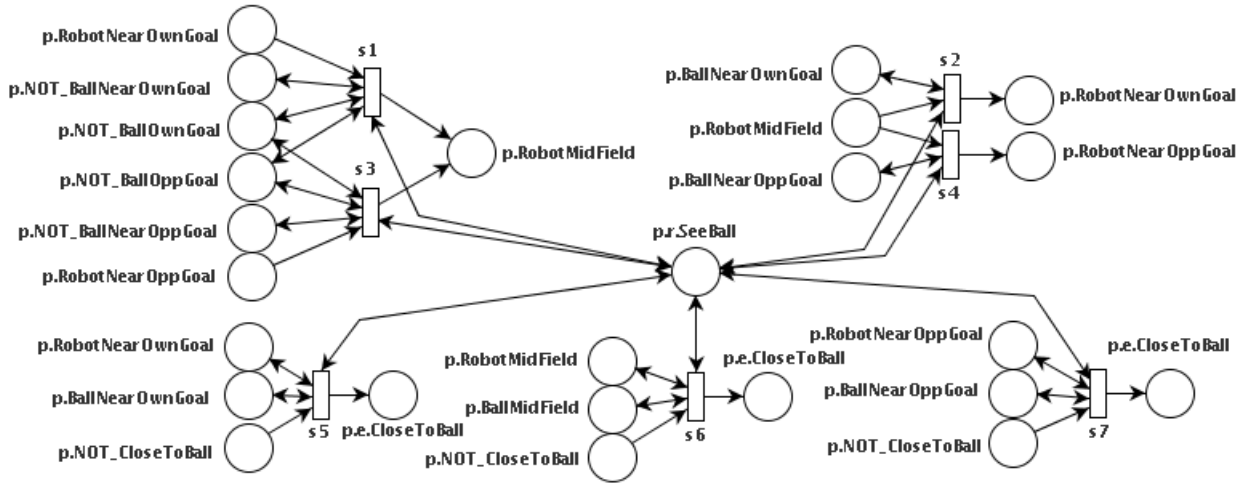 p.RobotNearOwnGoal
s1
p.NOT_BallNearOwnGoal
p.NOT_BallOwnGoal
p.NOT_BallOppGoal
s3
p.NOT_BallNearOppGoal
p.RobotNearOppGoal
p.RobotMidField
p.BallNearOwnGoal
s2
p.RobotNearOwnGoal
p.RobotMidField
p.RobotNearOppGoal
p.BallNearOppGoal
s4
p.r.SeeBall
p.RobotNearOwnGoal
p.BallNearOwnGoal
p.NOT_CloseToBall
s5
p.e.CloseToBall
p.RobotMidField
p.e.CloseToBall
p.BallMidField
s6
p.NOT_CloseToBall
p.RobotNearOppGoal
p.e.CloseToBall
p.BallNearOppGoal
s7
p.NOT_CloseToBall